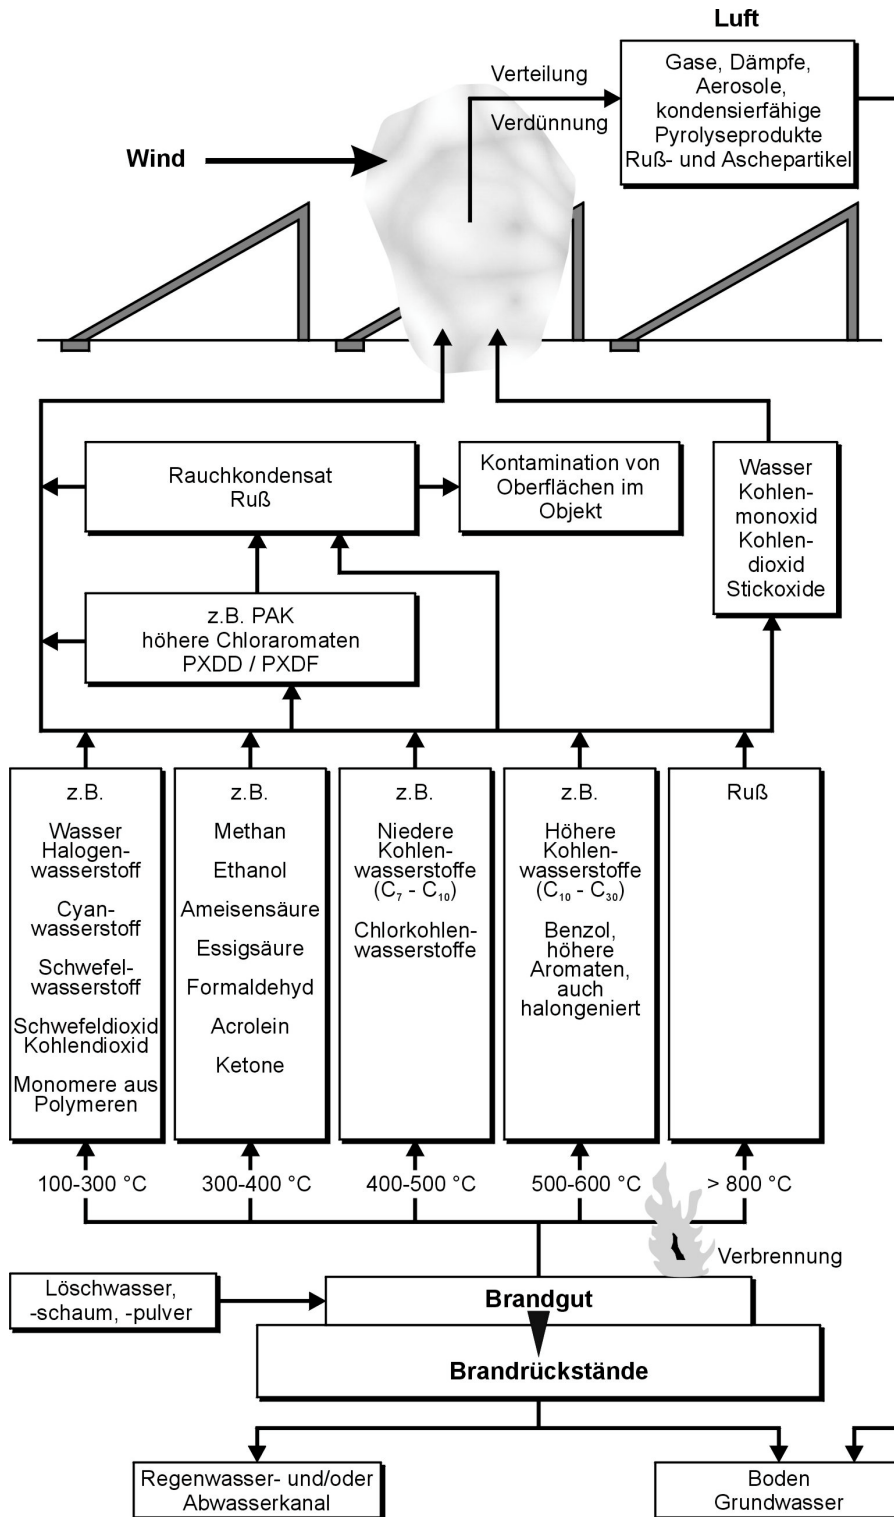 Luft
Gase, Dämpfe,
Aerosole,
kondensierfähige
Pyrolyseprodukte
Ruß- und Aschepartikel
Verteilung
Verdünnung
Wind
Rauchkondensat
Ruß
Kontamination von
Oberflächen im
Objekt
Wasser
Kohlen-
monoxid
Kohlen-
dioxid
Stickoxide
z.B. PAK
höhere Chloraromaten
PXDD / PXDF
z.B.
Wasser
Halogen-
wasserstoff
Cyan-
wasserstoff
Schwefel-
wasserstoff
Schwefeldioxid
Kohlendioxid
Monomere aus
Polymeren
z.B.
Methan
Ethanol
Ameisensäure
Essigsäure
Formaldehyd
Acrolein
Ketone
z.B.
Niedere
Kohlen-
wasserstoffe
(C₇ - C₁₀)
Chlorkohlen-
wasserstoffe
z.B.
Höhere
Kohlen-
wasserstoffe
(C₁₀ - C₃₀)
Benzol,
höhere
Aromaten,
auch
halongeniert
Ruß
100-300 °C
300-400 °C
400-500 °C
500-600 °C
> 800 °C
Verbrennung
Löschwasser,
-schaum, -pulver
Brandgut
Brandrückstände
Regenwasser- und/oder
Abwasserkanal
Boden
Grundwasser